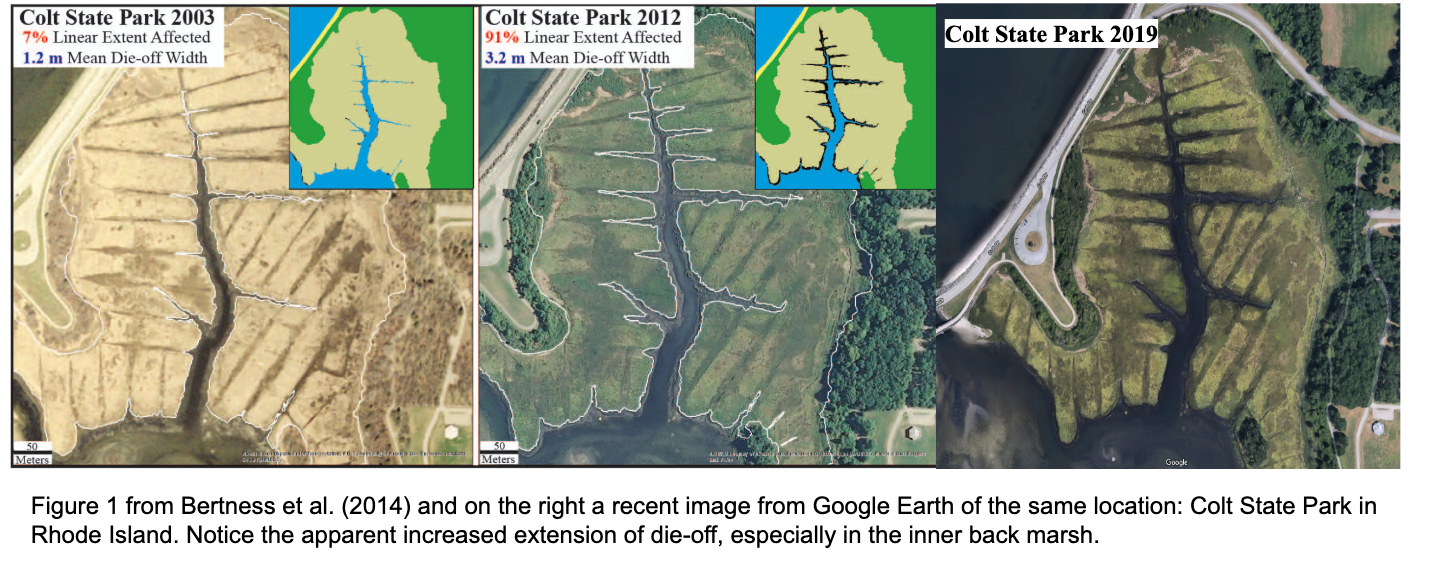 Colt State Park 2003
7% Linear Extent Affected
1.2 m Mean Die-off Width
50
Meters
Colt State Park 2012
91% Linear Extent Affected
3.2 m Mean Die-off Width
50
Meters
Colt State Park 2019
Google
Figure 1 from Bertness et al. (2014) and on the right a recent image from Google Earth of the same location: Colt State Park in
Rhode Island. Notice the apparent increased extension of die-off, especially in the inner back marsh.